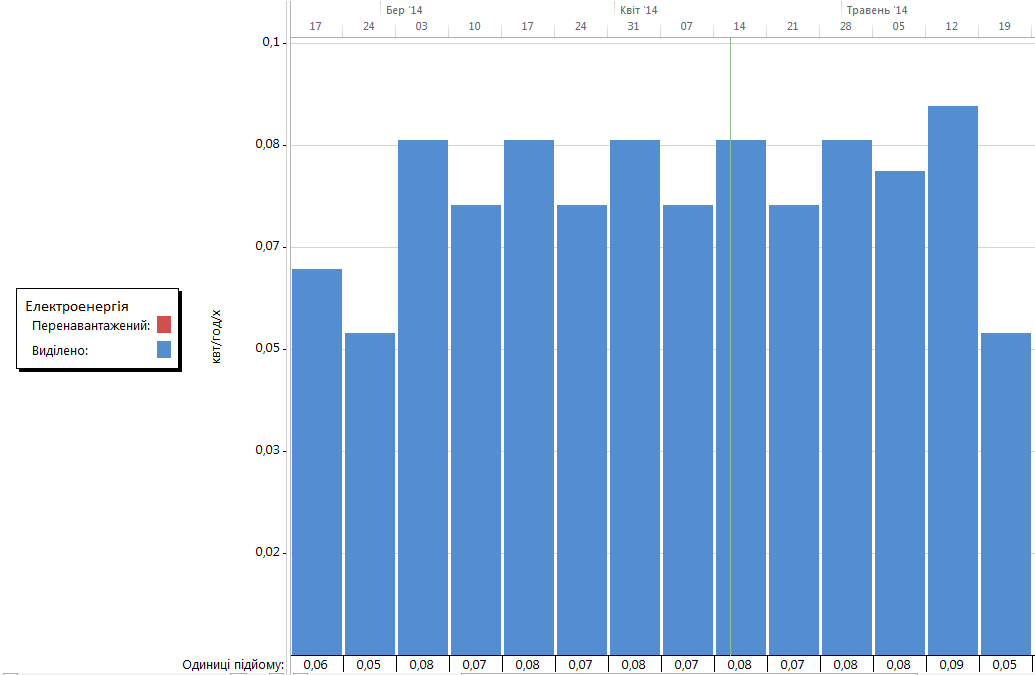 Бер '14 Квіт '14 Травень '14
17 24 03 10 17 24 31 07 14 21 28 05 12 19
0,1
0,08
0,07
0,05
0,03
0,02
Електроенергія
Перенавантажений:
Виділено:
квт/год/х
Одиниці підйому: 0,06 0,05 0,08 0,07 0,08 0,07 0,08 0,07 0,08 0,07 0,08 0,08 0,09 0,05